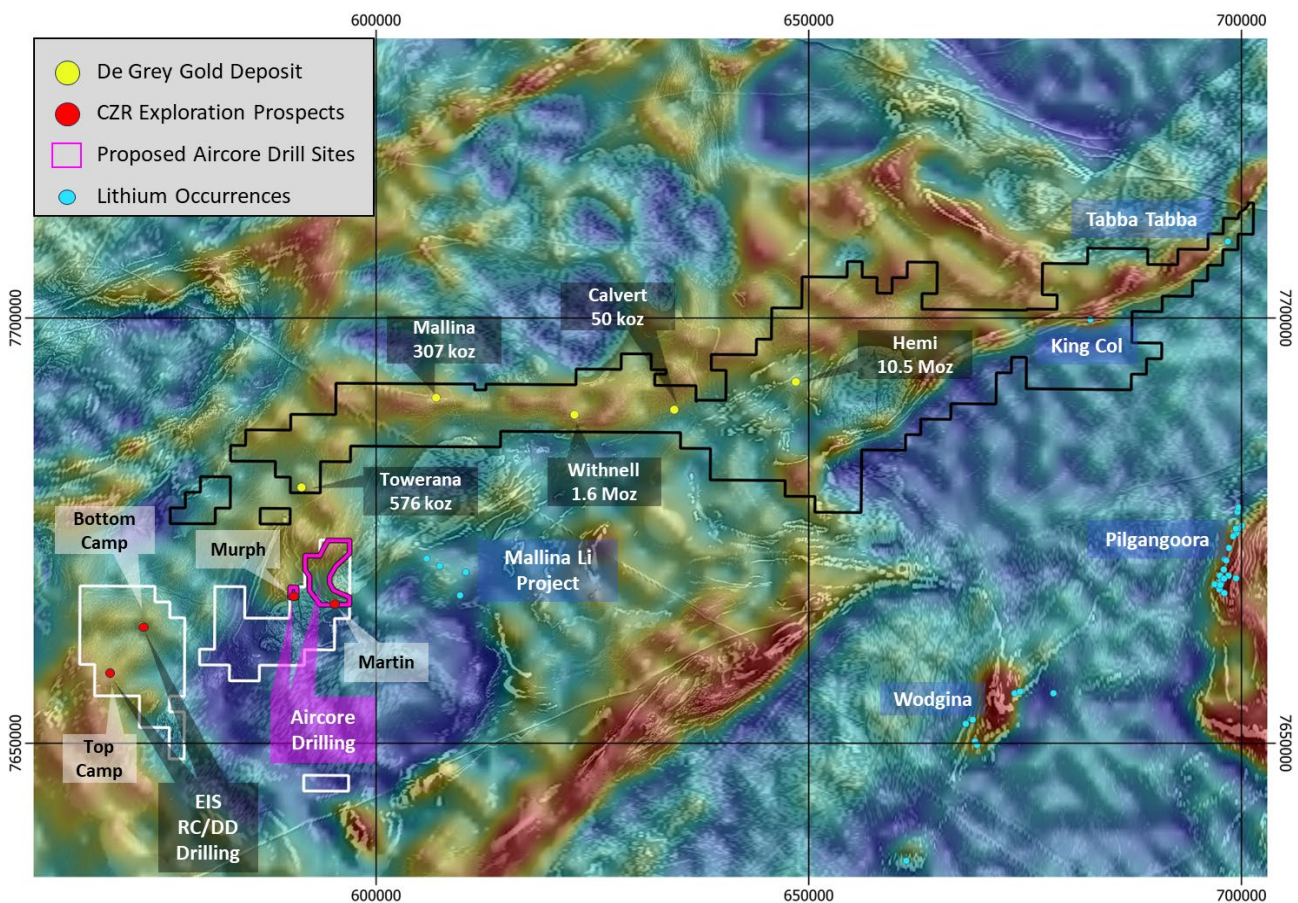 600000
650000
700000
De Grey Gold Deposit
CZR Exploration Prospects
Proposed Aircore Drill Sites
Lithium Occurrences
Tabba Tabba
7700000
7700000
Calvert
50 koz
Mallina
307 koz
Hemi
10.5 Moz
King Col
Towerana
576 koz
Withnell
1.6 Moz
Bottom
Camp
Murph
Mallina Li
Project
Pilgangoora
Martin
Wodgina
Aircore
Drilling
7650000
7650000
Top
Camp
EIS
RC/DD
Drilling
600000
650000
700000